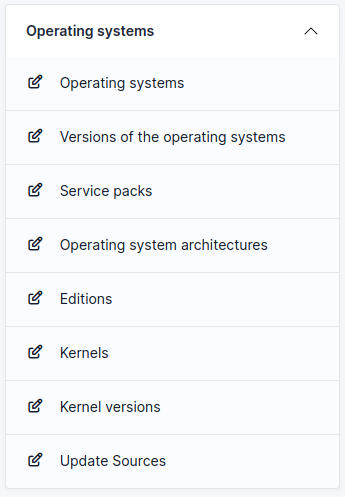 Operating systems
Operating systems
Versions of the operating systems
Service packs
Operating system architectures
Editions
Kernels
Kernel versions
Update Sources